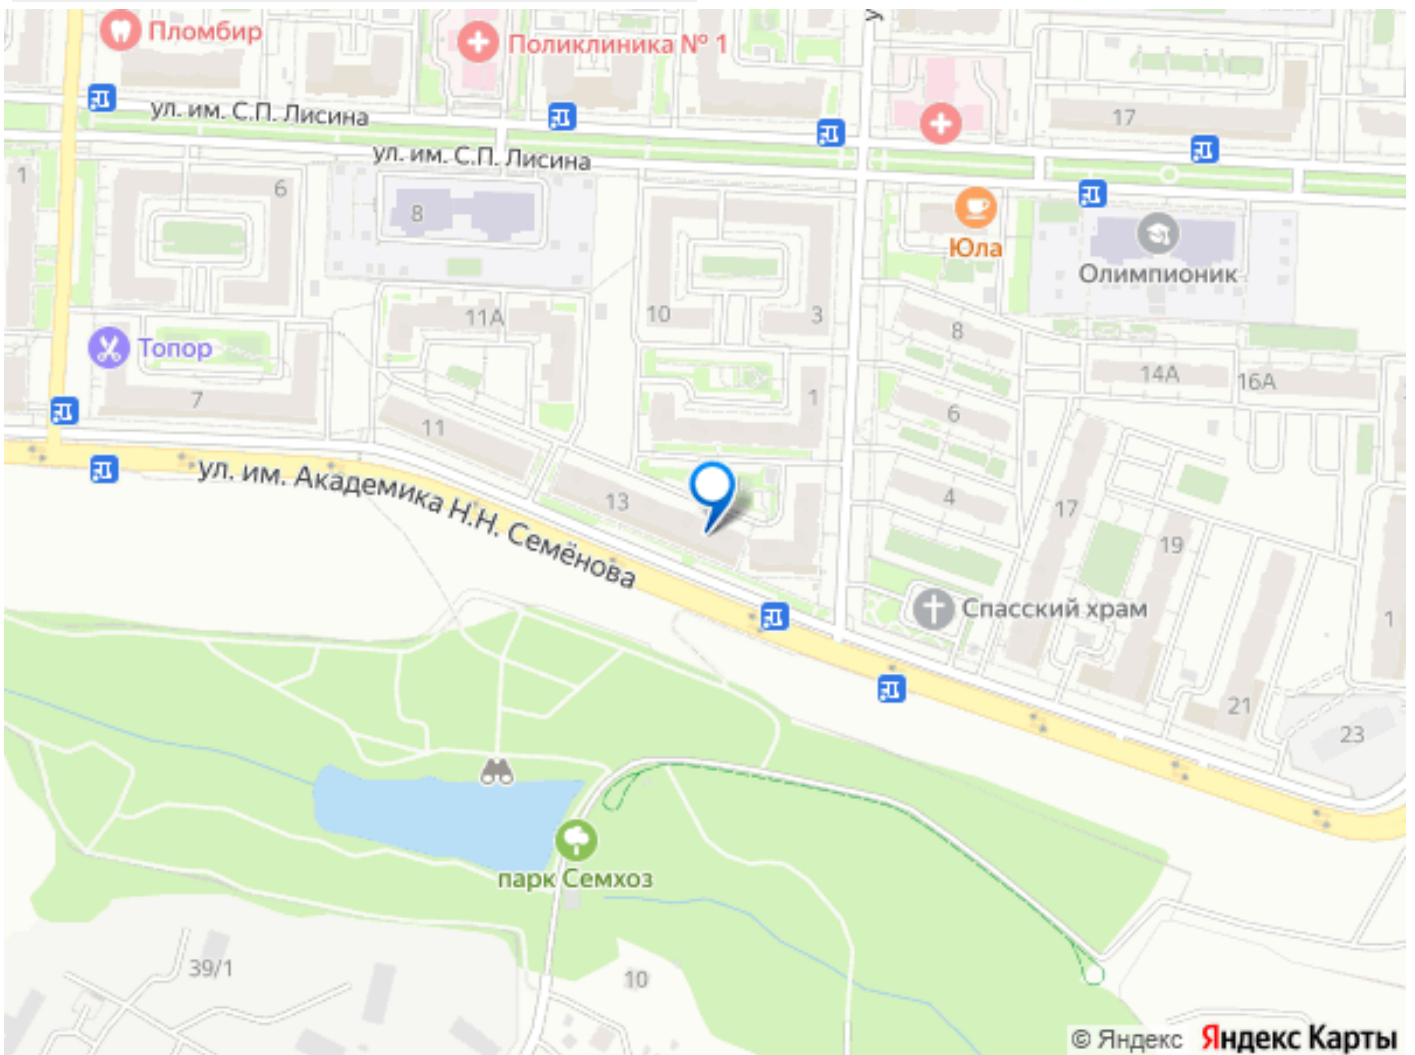 Пломбир
Поликлиника № 1
ул. им. С.П. Лисина
17
ул. им. С.П. Лисина
1
6
8
Юла
Олимпионик
11А
10
3
8
Топор
14А
16А
7
11
1
6
ул. им. Академика Н.Н. Семёнова
13
4
17
19
Спасский храм
1
21
23
парк Семхоз
39/1
10
© Яндекс Яндекс Карты